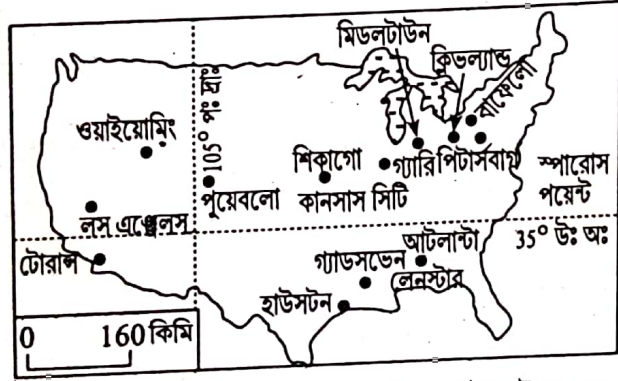 মিডলটাউন
ক্লিভল্যান্ড
বাফেলো
ওয়াইয়োমিং
105° পঃ দ্রাঃ
শিকাগো
গ্যারি
পিটার্সবার্গ
স্পারোস
পয়েন্ট
পুয়েবলো
কানসাস সিটি
লস এঞ্জেলস
টোরান্স
আটলান্টা
35° উঃ অঃ
গ্যাডসভেন
লোনস্টার
হাউসটন
0 160 কিমি